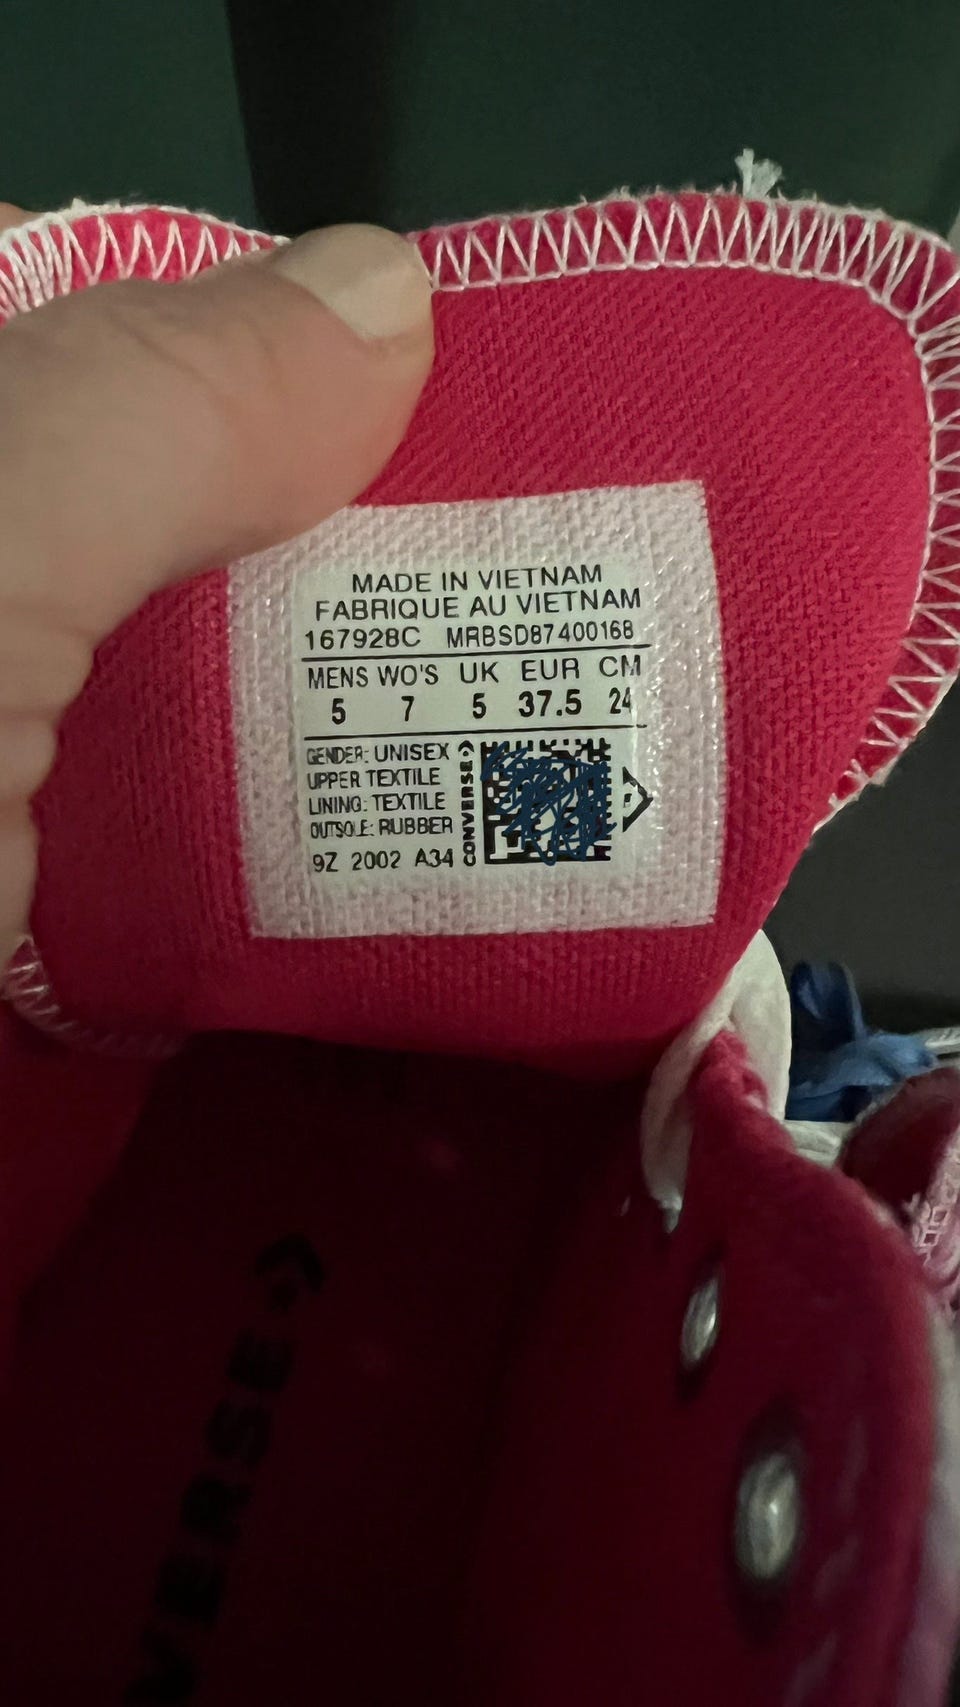 MADE IN VIETNAM
FABRIQUE AU VIETNAM
167928C MRBSD87400168
MENS WO'S UK EUR CM
5 7 5 37.5 24
GENDER: UNISEX
UPPER TEXTILE
LINING: TEXTILE
OUTSOLE: RUBBER
9Z 2002 A34
CONVERSE